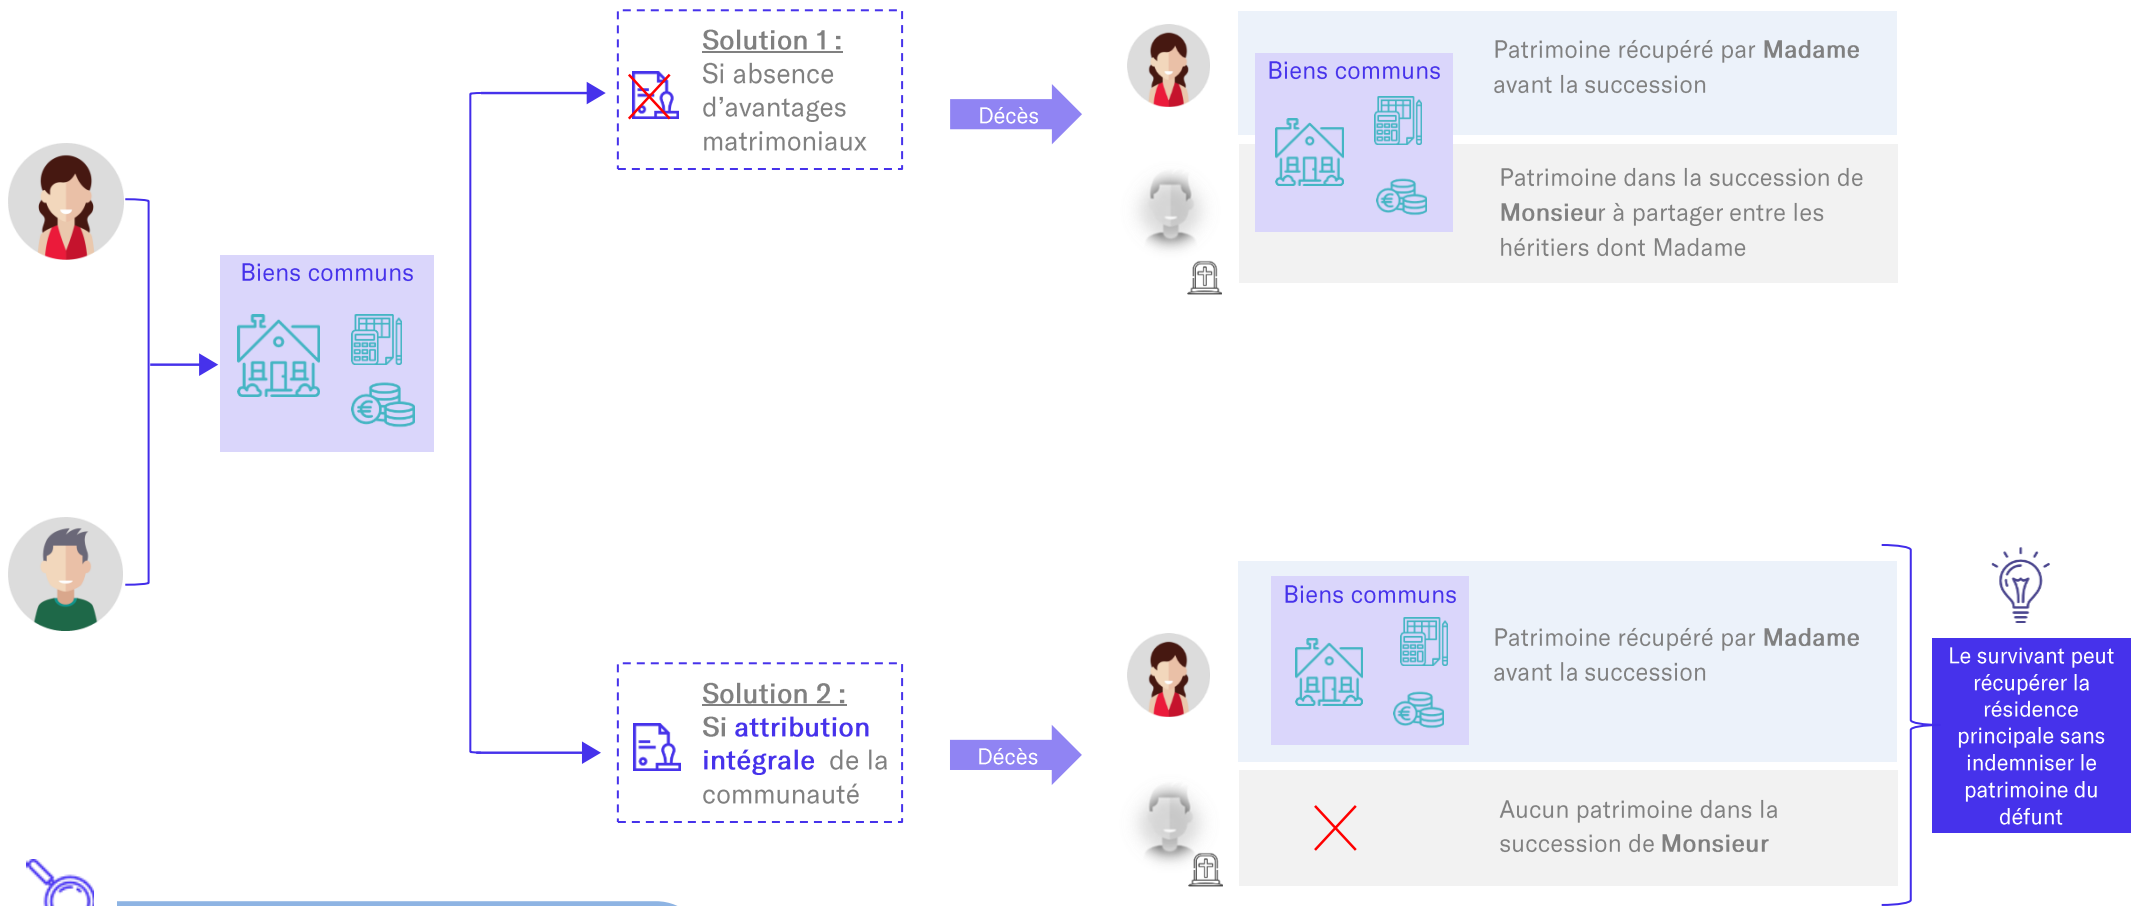 Biens communs
Solution 1 :
Si absence
d’avantages
matrimoniaux
Décès
Biens communs
Patrimoine récupéré par Madame
avant la succession
Patrimoine dans la succession de
Monsieur à partager entre les
héritiers dont Madame
Solution 2 :
Si attribution
intégrale de la
communauté
Décès
Biens communs
Patrimoine récupéré par Madame
avant la succession
Aucun patrimoine dans la
succession de Monsieur
Le survivant peut
récupérer la
résidence
principale sans
indemniser le
patrimoine du
défunt